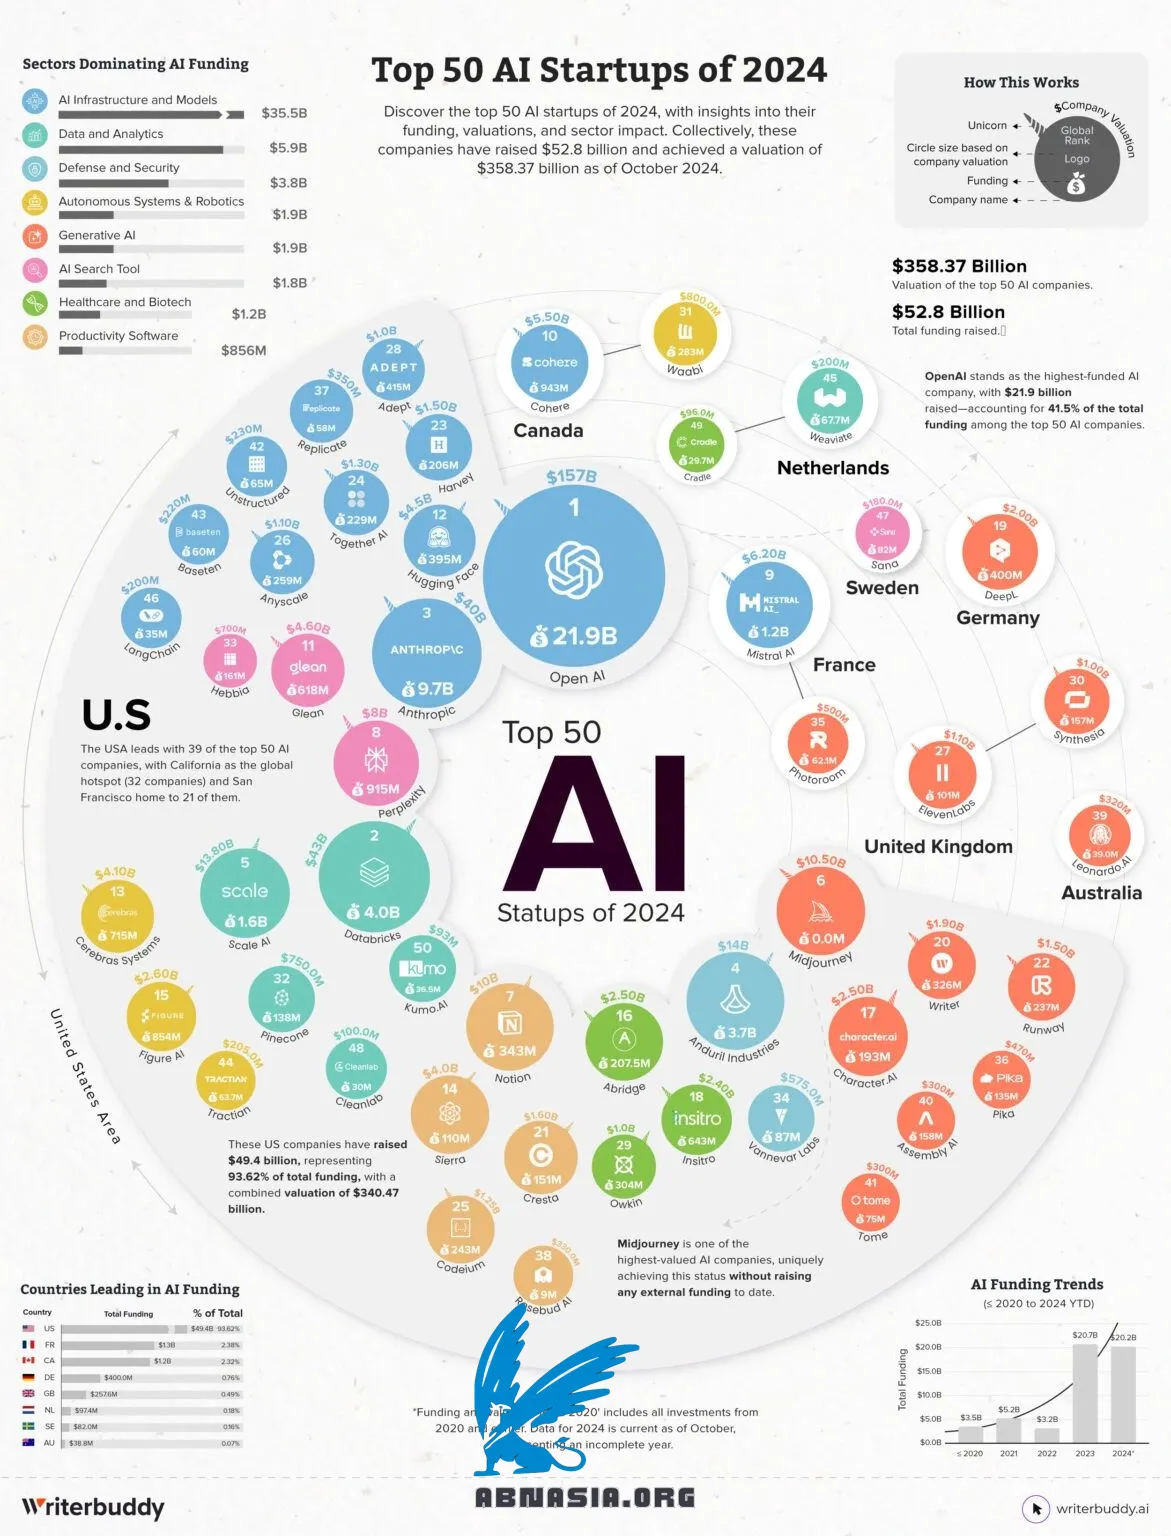 Sectors Dominating AI Funding
AI Infrastructure and Models
$35.5B
Data and Analytics
$5.9B
Defense and Security
$3.8B
Autonomous Systems & Robotics
$1.9B
Generative AI
$1.9B
AI Search Tool
$1.8B
Healthcare and Biotech
$1.2B
Productivity Software
$856M
Top 50 AI Startups of 2024
Discover the top 50 AI startups of 2024, with insights into their
funding, valuations, and sector impact. Collectively, these
companies have raised $52.8 billion and achieved a valuation of
$358.37 billion as of October 2024.
How This Works
$Company Valuation
Unicorn
Global
Rank
Circle size based on
company valuation
Logo
Funding
$
Company name
$358.37 Billion
Valuation of the top 50 AI companies.
$52.8 Billion
Total funding raised.
OpenAI stands as the highest-funded AI
company, with $21.9 billion
raised—accounting for 41.5% of the total
funding among the top 50 AI companies.
$1.0B
28
ADEPT
$415M
Adept
$350M
37
Replicate
$58M
Replicate
$1.50B
23
H
$206M
Harvey
$230M
42
$65M
Unstructured
$1.30B
24
$229M
Together AI
$4.5B
12
$395M
Hugging Face
$220M
43
baseten
$60M
Baseten
$1.10B
26
$259M
Anyscale
$200M
46
$35M
LangChain
$157B
1
$21.9B
Open AI
$40B
3
ANTHROP\C
$9.7B
Anthropic
$700M
33
$161M
Hebbia
$4.60B
11
glean
$618M
Glean
$8B
8
$915M
Perplexity
$5.50B
10
cohere
$943M
Cohere
Canada
$800.0M
31
$283M
Waabi
$96.0M
49
Cradle
$29.7M
Cradle
$200M
45
$67.7M
Weaviate
Netherlands
$180.0M
47
Sana
$82M
Sana
Sweden
$2.00B
19
$400M
DeepL
Germany
$6.20B
9
MISTRAL
AI_
$1.2B
Mistral AI
France
$500M
35
$62.1M
Photoroom
$1.10B
27
$101M
ElevenLabs
$1.00B
30
$157M
Synthesia
United Kingdom
$320M
39
$39.0M
Leonardo.AI
Australia
U.S
The USA leads with 39 of the top 50 AI
companies, with California as the global
hotspot (32 companies) and San
Francisco home to 21 of them.
Top 50
AI
Statups of 2024
$43B
2
$4.0B
Databricks
$13.80B
5
scale
$1.6B
Scale AI
$4.10B
13
cerebras
$715M
Cerebras Systems
$2.60B
15
FIGURE
$854M
Figure AI
$750.0M
32
$138M
Pinecone
$93M
50
kumo
$36.5M
Kumo.AI
$205.0M
44
TRACTIAN
$63.7M
Tractian
$100.0M
48
Cleanlab
$30M
Cleanlab
$10B
7
N
$343M
Notion
$4.0B
14
$110M
Sierra
$1.60B
21
C
$151M
Cresta
$1.25B
25
$243M
Codeium
38
$9M
Rosebud AI
$2.50B
16
A
$207.5M
Abridge
$2.40B
18
insitro
$643M
Insitro
$1.0B
29
$304M
Owkin
$14B
4
$3.7B
Anduril Industries
$575.0M
34
$87M
Vannevar Labs
$10.50B
6
$0.0M
Midjourney
$1.90B
20
W
$326M
Writer
$1.50B
22
R
$237M
Runway
$2.50B
17
character.ai
$193M
Character.AI
$470M
36
Pika
$135M
Pika
$300M
40
$158M
Assembly AI
$300M
41
tome
$75M
Tome
United States Area
These US companies have raised
$49.4 billion, representing
93.62% of total funding, with a
combined valuation of $340.47
billion.
Midjourney is one of the
highest-valued AI companies, uniquely
achieving this status without raising
any external funding to date.
Countries Leading in AI Funding
Country Total Funding % of Total
US $49.4B 93.62%
FR $1.3B 2.38%
CA $1.2B 2.32%
DE $400.0M 0.76%
GB $257.6M 0.49%
NL $97.4M 0.18%
SE $82.0M 0.16%
AU $38.8M 0.07%
AI Funding Trends
(≤ 2020 to 2024 YTD)
Total Funding
$25.0B
$20.0B
$15.0B
$10.0B
$5.0B
$0.0B
$3.5B
$5.2B
$3.2B
$20.7B
$20.2B
≤ 2020 2021 2022 2023 2024*
*Funding 2020' includes all investments from
2020 Data for 2024 is current as of October,
an incomplete year.
Writerbuddy
ABNASIA.ORG
writerbuddy.ai